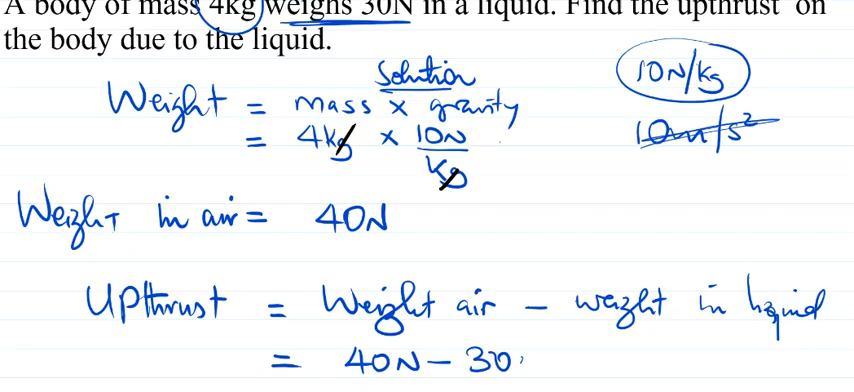 A body of mass 4kg weighs 30N in a liquid. Find the upthrust on
the body due to the liquid.
Solution
10N/kg
Weight = mass x gravity
10m/s²
= 4kg x 10N
kg
Weight in air = 40N
Upthrust = Weight air - weight in liquid
= 40N - 30